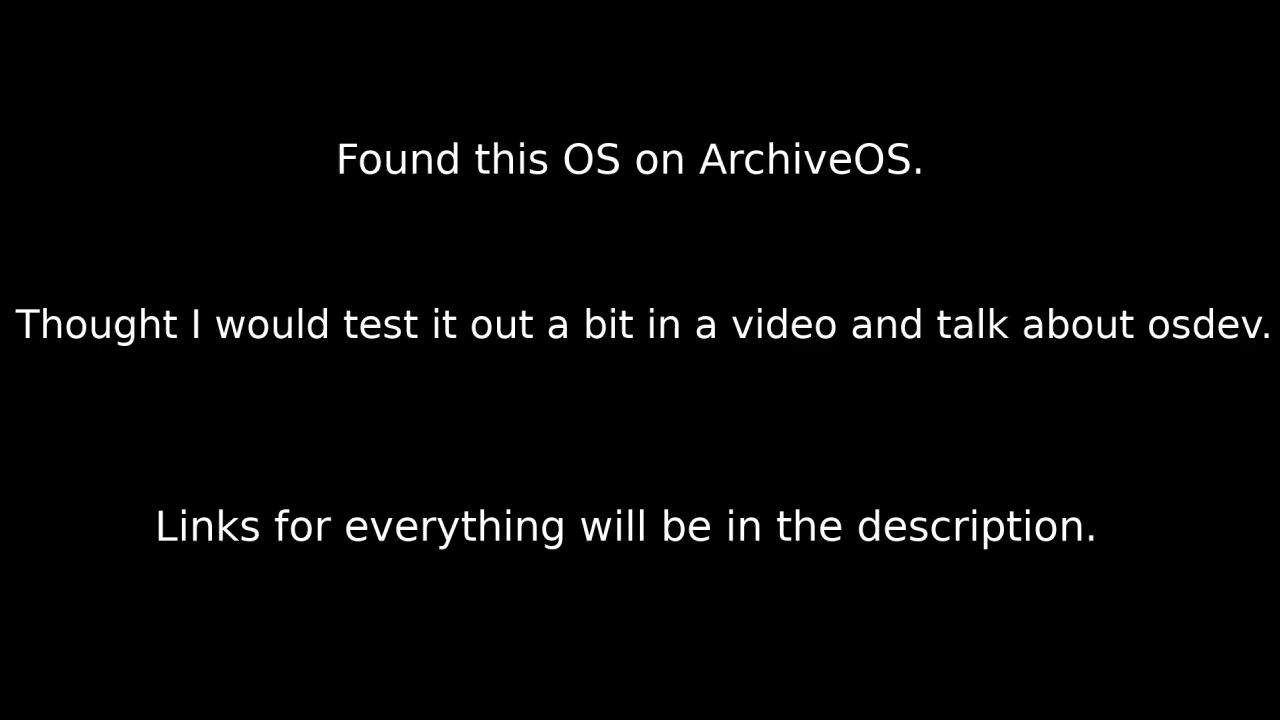 Found this OS on ArchiveOS.
Thought I would test it out a bit in a video and talk about osdev.
Links for everything will be in the description.